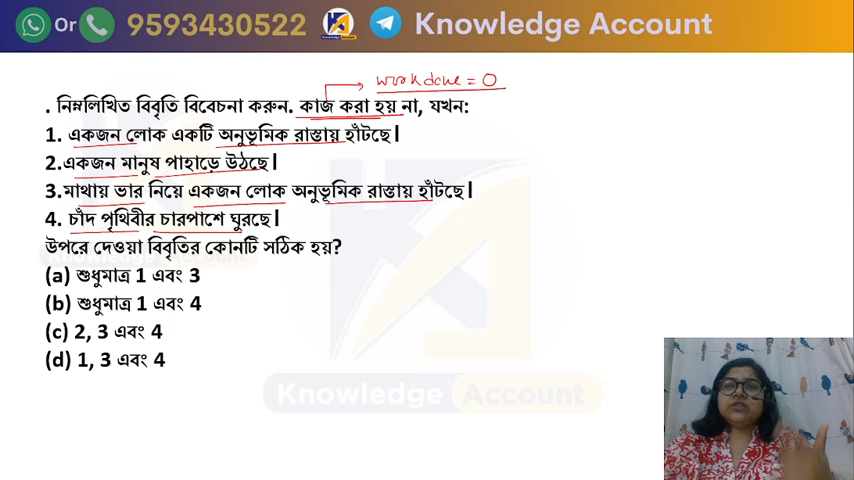 Or 9593430522 Knowledge Account
workdone = 0
. নিম্নলিখিত বিবৃতি বিবেচনা করুন. কাজ করা হয় না, যখন:
1. একজন লোক একটি অনুভূমিক রাস্তায় হাঁটছে।
2.একজন মানুষ পাহাড়ে উঠছে।
3.মাথায় ভার নিয়ে একজন লোক অনুভূমিক রাস্তায় হাঁটছে।
4. চাঁদ পৃথিবীর চারপাশে ঘুরছে।
উপরে দেওয়া বিবৃতির কোনটি সঠিক হয়?
(a) শুধুমাত্র 1 এবং 3
(b) শুধুমাত্র 1 এবং 4
(c) 2, 3 এবং 4
(d) 1, 3 এবং 4
Knowledge Account